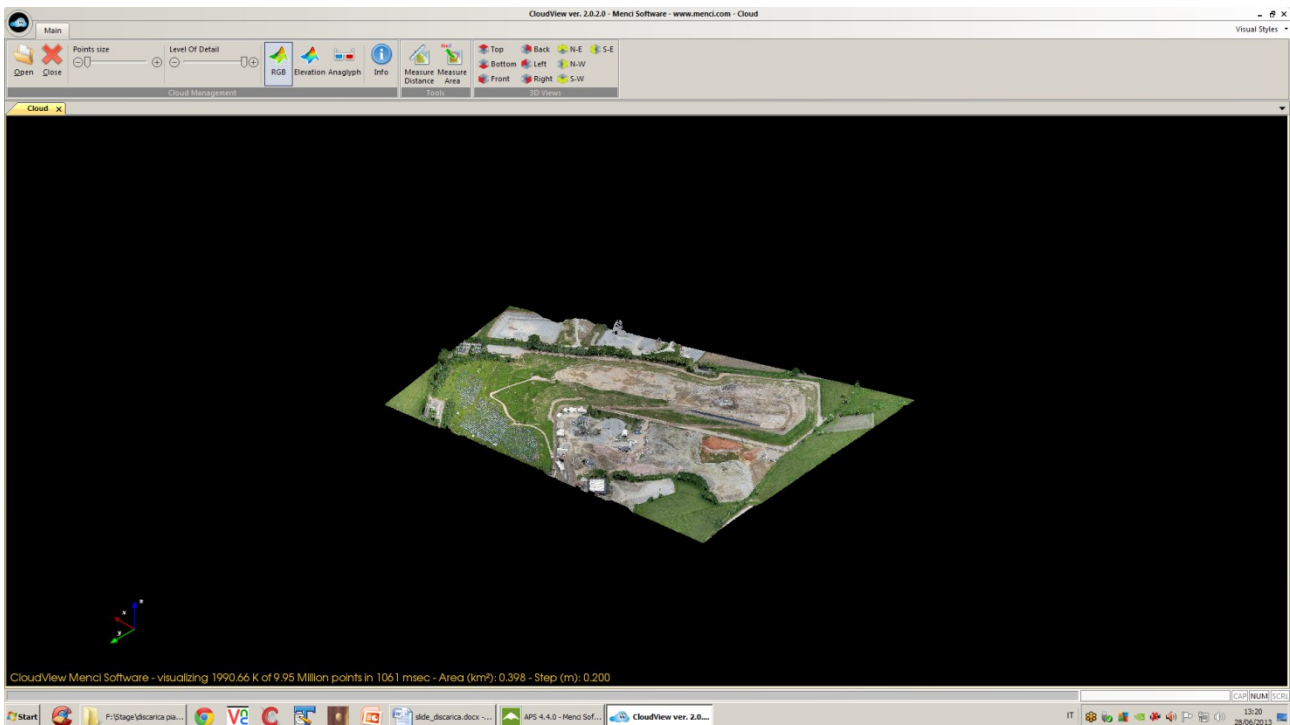 CloudView ver. 2.0.2.0 - Menci Software - www.menci.com - Cloud
Main
Visual Styles
Open
Close
Points size
Level Of Detail
RGB
Elevation
Anaglyph
Info
Measure Distance
Measure Area
Top
Back
N-E
S-E
Bottom
Left
N-W
Front
Right
S-W
Cloud Management
Tools
3D Views
Cloud x
x
y
CloudView Menci Software - visualizing 1990.66 K of 9.95 Million points in 1061 msec - Area (km²): 0.398 - Step (m): 0.200
CAP NUM SCRL
Start
F:\Stage\discarica pia...
slide_discarica.docx -...
APS 4.4.0 - Menci Sof...
CloudView ver. 2.0....
IT
13:20
28/06/2013